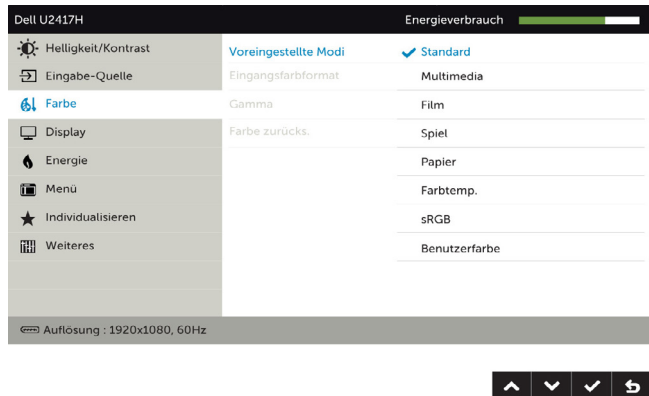 Dell U2417H
Energieverbrauch
Helligkeit/Kontrast
Eingabe-Quelle
Farbe
Display
Energie
Menü
Individualisieren
Weiteres
Voreingestellte Modi
Eingangsfarbformat
Gamma
Farbe zurücks.
Standard
Multimedia
Film
Spiel
Papier
Farbtemp.
sRGB
Benutzerfarbe
Auflösung : 1920x1080, 60Hz